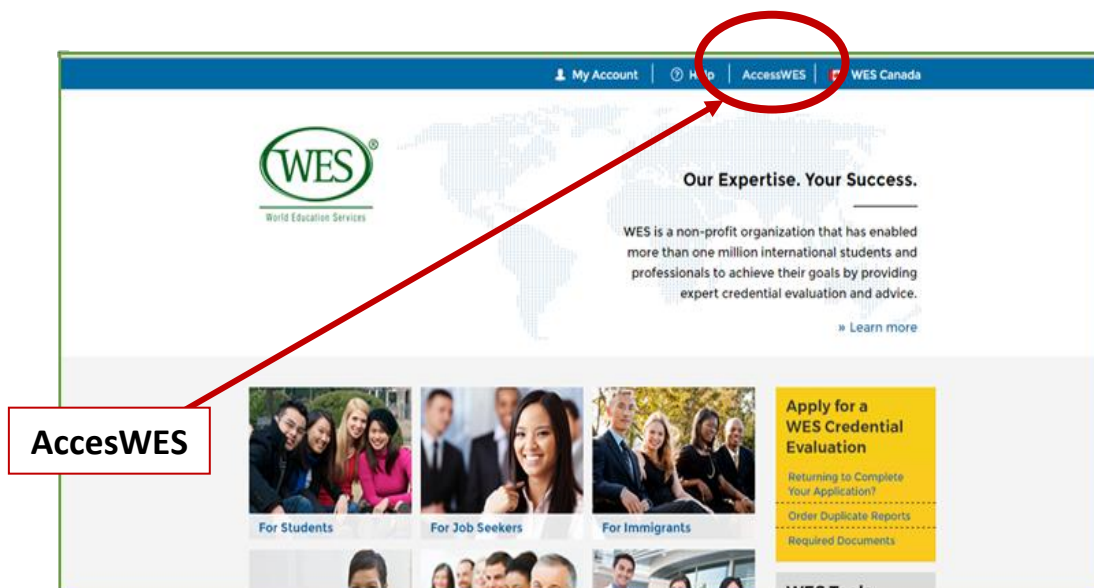 My Account
Help
AccessWES
WES Canada
WES®
World Education Services
Our Expertise. Your Success.
WES is a non-profit organization that has enabled
more than one million international students and
professionals to achieve their goals by providing
expert credential evaluation and advice.
» Learn more
AccesWES
For Students
For Job Seekers
For Immigrants
Apply for a
WES Credential
Evaluation
Returning to Complete
Your Application?
Order Duplicate Reports
Required Documents